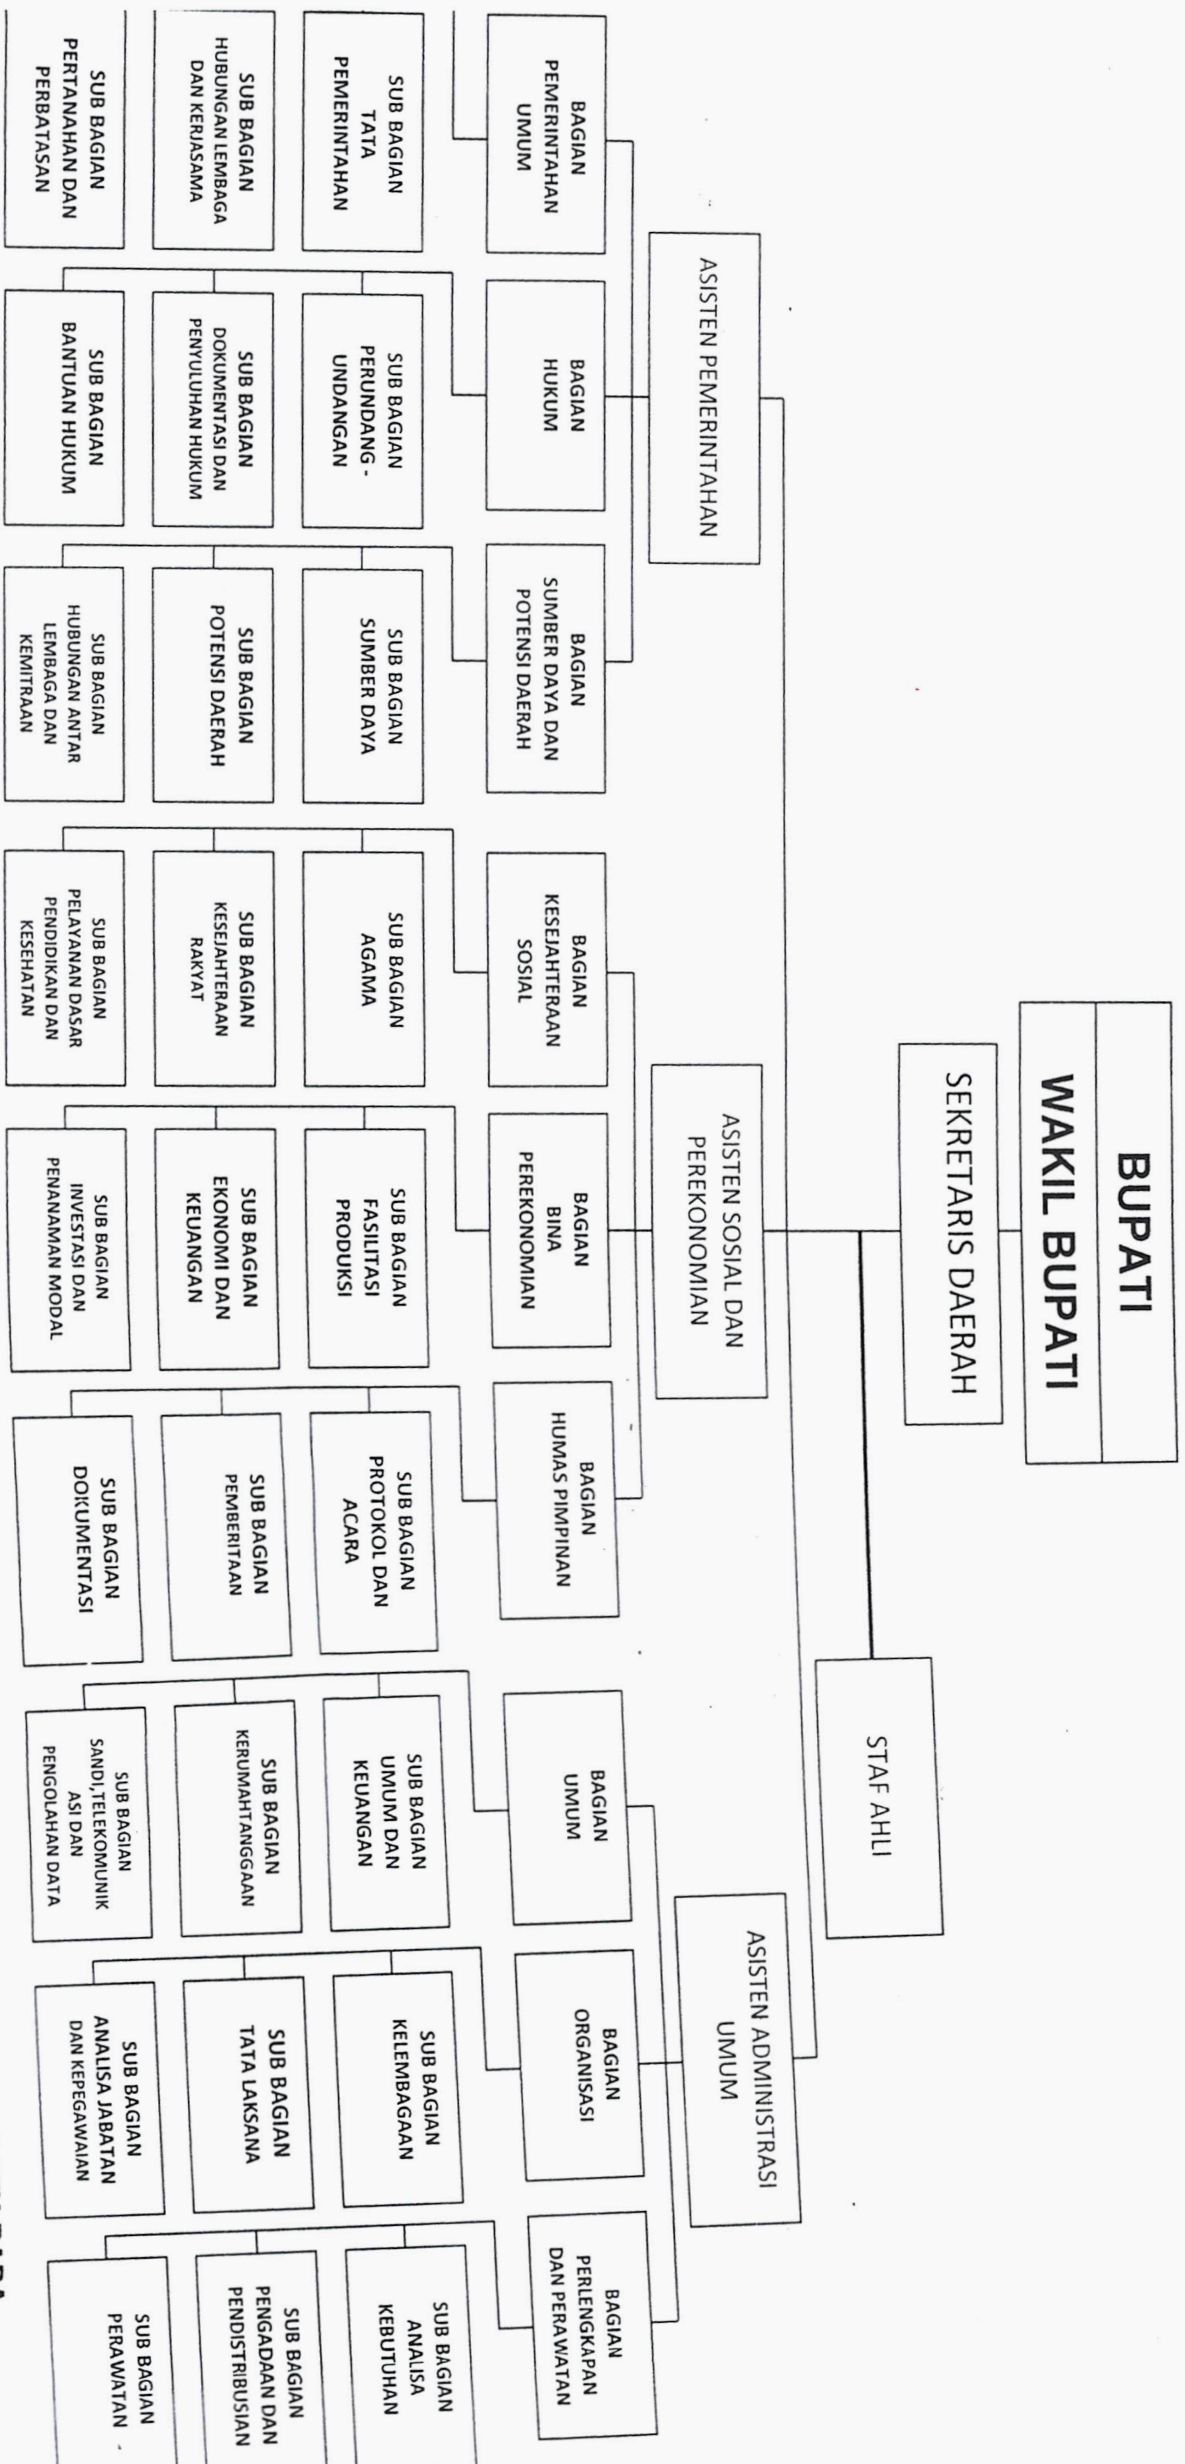 BUPATI
WAKIL BUPATI
SEKRETARIS DAERAH
STAF AHLI
ASISTEN PEMERINTAHAN
ASISTEN SOSIAL DAN
PEREKONOMIAN
ASISTEN ADMINISTRASI
UMUM
BAGIAN
PEMERINTAHAN
UMUM
BAGIAN
HUKUM
BAGIAN
SUMBER DAYA DAN
POTENSI DAERAH
BAGIAN
KESEJAHTERAAN
SOSIAL
BAGIAN
BINA
PEREKONOMIAN
BAGIAN
HUMAS PIMPINAN
BAGIAN
UMUM
BAGIAN
ORGANISASI
BAGIAN
PERLENGKAPAN
DAN PERAWATAN
SUB BAGIAN
TATA
PEMERINTAHAN
SUB BAGIAN
PERUNDANG -
UNDANGAN
SUB BAGIAN
SUMBER DAYA
SUB BAGIAN
AGAMA
SUB BAGIAN
FASILITASI
PRODUKSI
SUB BAGIAN
PROTOKOL DAN
ACARA
SUB BAGIAN
UMUM DAN
KEUANGAN
SUB BAGIAN
KELEMBAGAAN
SUB BAGIAN
ANALISA
KEBUTUHAN
SUB BAGIAN
HUBUNGAN LEMBAGA
DAN KERJASAMA
SUB BAGIAN
DOKUMENTASI DAN
PENYULUHAN HUKUM
SUB BAGIAN
POTENSI DAERAH
SUB BAGIAN
KESEJAHTERAAN
RAKYAT
SUB BAGIAN
EKONOMI DAN
KEUANGAN
SUB BAGIAN
PEMBERITAAN
SUB BAGIAN
KERUMAHTANGGAAN
SUB BAGIAN
TATA LAKSANA
SUB BAGIAN
PENGADAAN DAN
PENDISTRIBUSIAN
SUB BAGIAN
PERTANAHAN DAN
PERBATASAN
SUB BAGIAN
BANTUAN HUKUM
SUB BAGIAN
HUBUNGAN ANTAR
LEMBAGA DAN
KEMITRAAN
SUB BAGIAN
PELAYANAN DASAR
PENDIDIKAN DAN
KESEHATAN
SUB BAGIAN
INVESTASI DAN
PENANAMAN MODAL
SUB BAGIAN
DOKUMENTASI
SUB BAGIAN
SANDI,TELEKOMUNIK
ASI DAN
PENGOLAHAN DATA
SUB BAGIAN
ANALISA JABATAN
DAN KEPEGAWAIAN
SUB BAGIAN
PERAWATAN